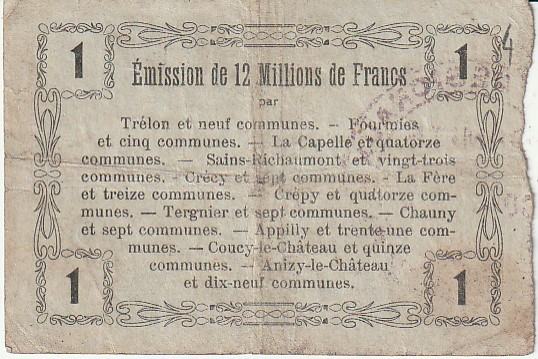 1 1
4
Émission de 12 Millions de Francs
par
Trélon et neuf communes. — Fourmies
et cinq communes. — La Capelle et quatorze
communes. — Sains-Richaumont et vingt-trois
communes. — Crécy et sept communes. — La Fère
et treize communes. — Crépy et quatorze com-
munes. — Tergnier et sept communes. — Chauny
et sept communes. — Appilly et trente-une com-
munes. — Coucy-le-Château et quinze
communes. — Anizy-le-Château
et dix-neuf communes.
1 1